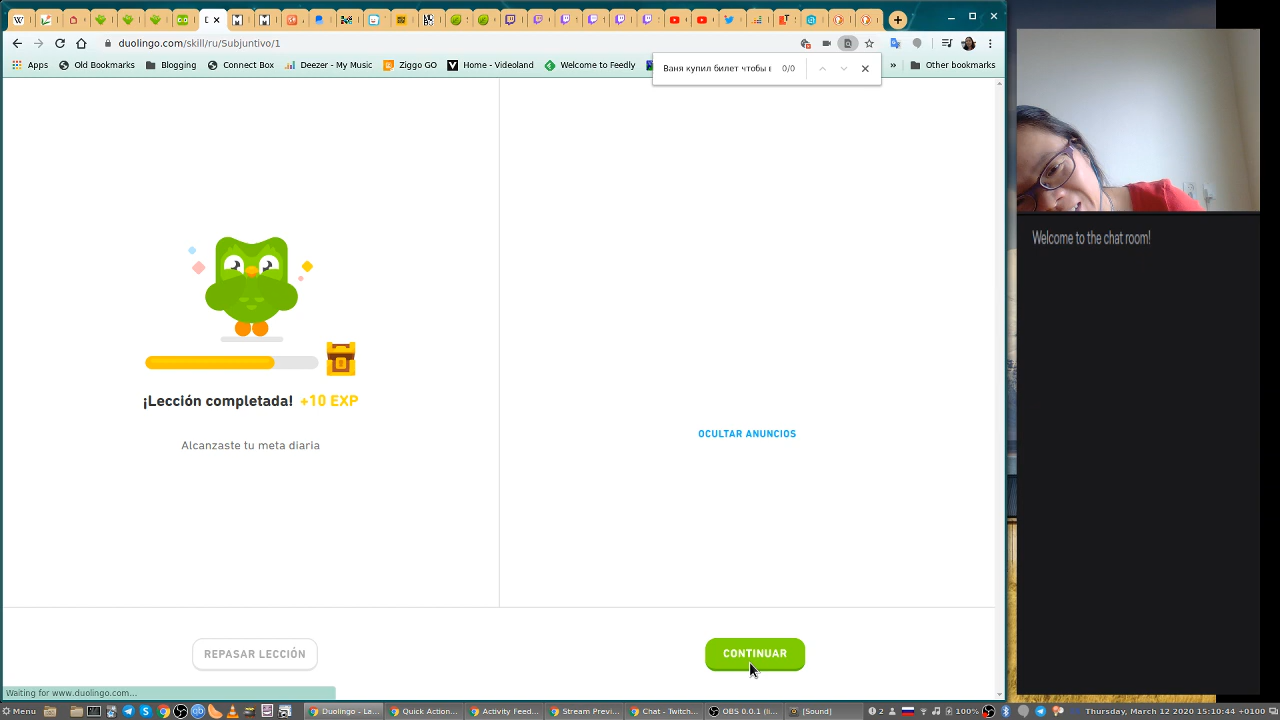 duolingo.com/skill/ru/Subjuntivo/1
Apps
Old Bookmarks
Blogging
Connect Box
Deezer - My Music
Ziggo GO
Home - Videoland
Welcome to Feedly
»
Other bookmarks
Ваня купил билет чтобы
0/0
¡Lección completada! +10 EXP
Alcanzaste tu meta diaria
OCULTAR ANUNCIOS
REPASAR LECCIÓN
CONTINUAR
Waiting for www.duolingo.com...
Welcome to the chat room!
Menu
Duolingo - La...
Quick Action...
Activity Feed...
Stream Previ...
Chat - Twitch...
OBS 0.0.1 (li...
(Sound)
2
100%
Thursday, March 12 2020 15:10:44 +0100